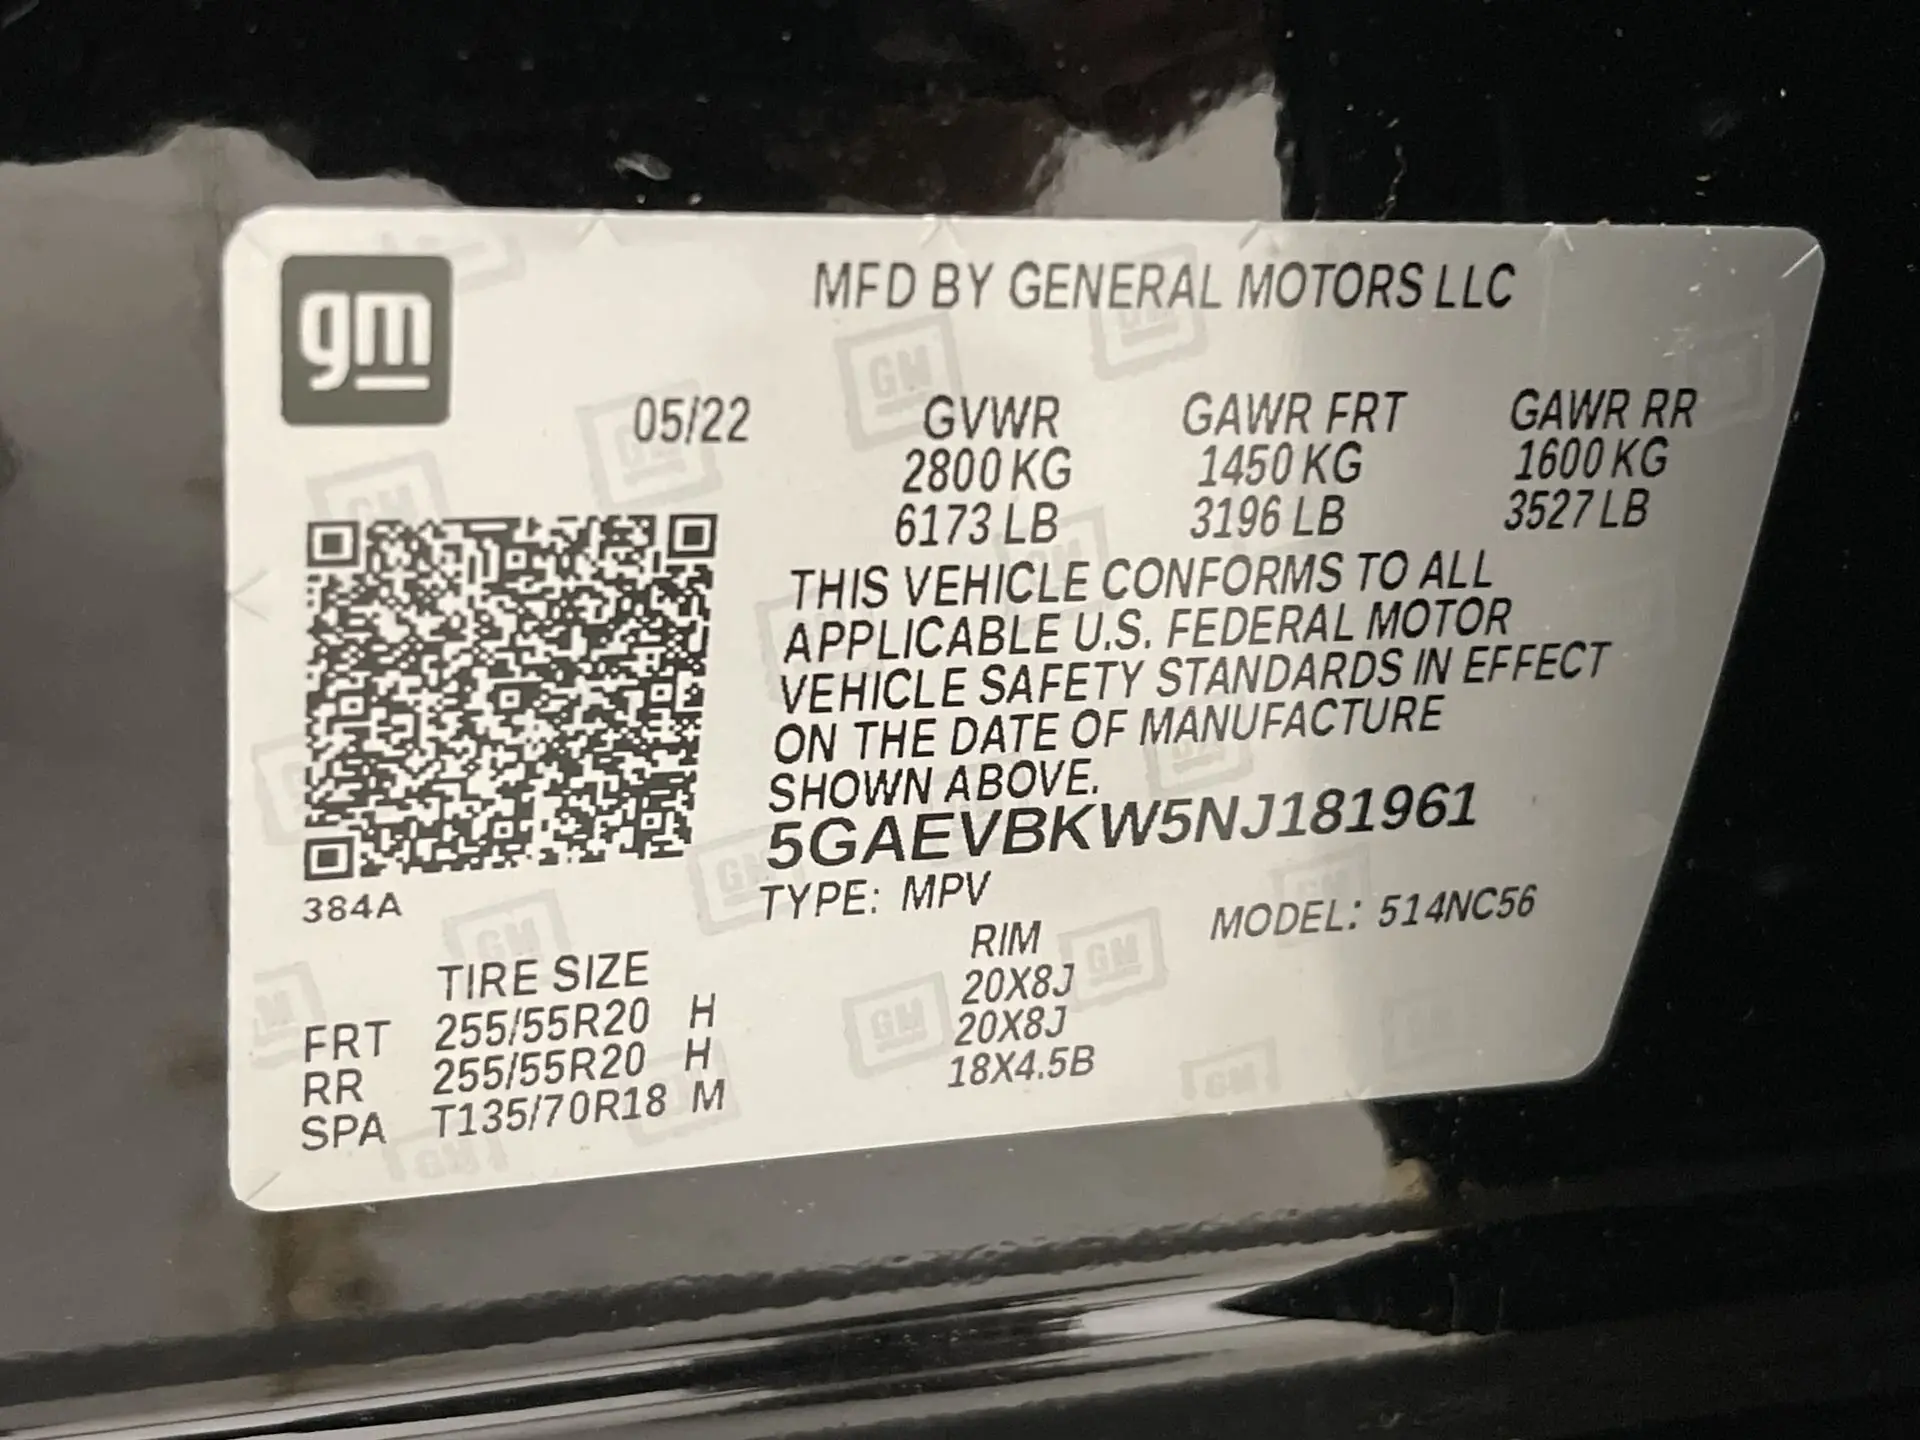 gm
MFD BY GENERAL MOTORS LLC
05/22 GVWR GAWR FRT GAWR RR
2800 KG 1450 KG 1600 KG
6173 LB 3196 LB 3527 LB
THIS VEHICLE CONFORMS TO ALL
APPLICABLE U.S. FEDERAL MOTOR
VEHICLE SAFETY STANDARDS IN EFFECT
ON THE DATE OF MANUFACTURE
SHOWN ABOVE.
5GAEVBKW5NJ181961
384A
TYPE: MPV MODEL: 514NC56
TIRE SIZE RIM
FRT 255/55R20 H 20X8J
RR 255/55R20 H 20X8J
SPA T135/70R18 M 18X4.5B